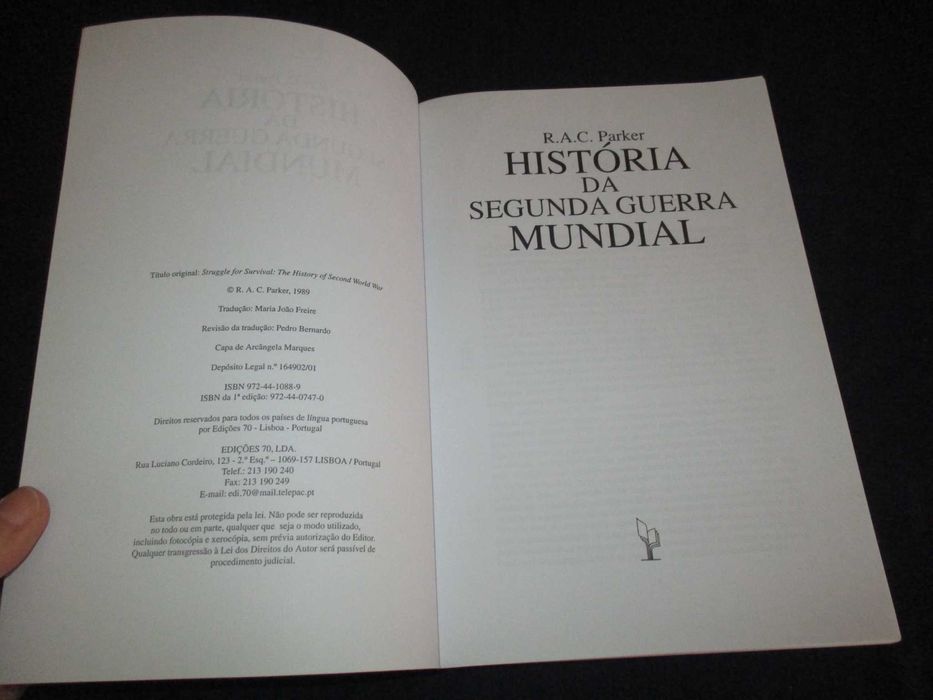 Título original: Struggle for Survival: The History of Second World War
© R. A. C. Parker, 1989
Tradução: Maria João Freire
Revisão da tradução: Pedro Bernardo
Capa de Arcângela Marques
Depósito Legal n.º 164902/01
ISBN 972-44-1088-9
ISBN da 1ª edição: 972-44-0747-0
Direitos reservados para todos os países de língua portuguesa
por Edições 70 - Lisboa - Portugal
EDIÇÕES 70, LDA.
Rua Luciano Cordeiro, 123 - 2.º Esq.º – 1069-157 LISBOA / Portugal
Telef.: 213 190 240
Fax: 213 190 249
E-mail: edi.70@mail.telepac.pt
Esta obra está protegida pela lei. Não pode ser reproduzida
no todo ou em parte, qualquer que seja o modo utilizado,
incluindo fotocópia e xerocópia, sem prévia autorização do Editor.
Qualquer transgressão à Lei dos Direitos do Autor será passível de
procedimento judicial.
R.A.C. Parker
HISTÓRIA
DA
SEGUNDA GUERRA
MUNDIAL